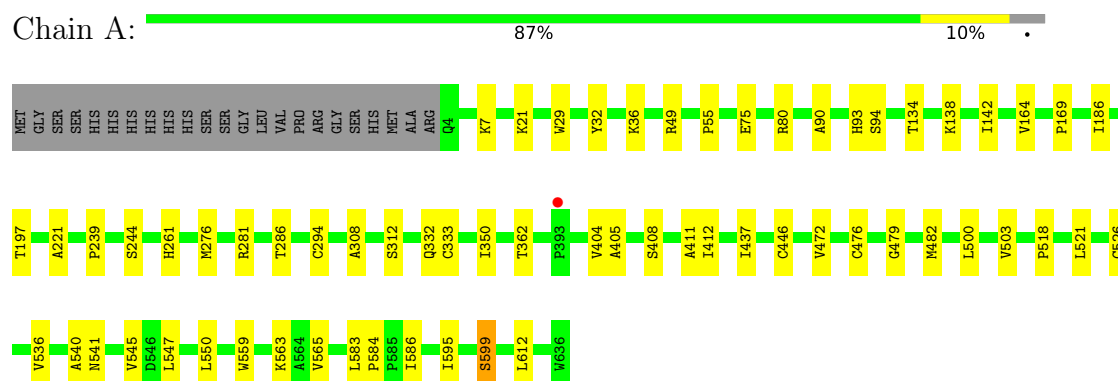 Chain A:
87% 10% •
MET GLY SER SER HIS HIS HIS HIS HIS HIS SER SER GLY LEU VAL PRO ARG GLY SER HIS MET ALA ARG Q4 K7 K21 W29 Y32 K36 R49 P55 E75 R80 A90 H93 S94 T134 K138 I142 V164 P169 I186
T197 A221 P239 S244 H261 M276 R281 T286 C294 A308 S312 Q332 C333 I350 T362 P393 V404 A405 S408 A411 I412 I437 C446 V472 C476 G479 M482 L500 V503 P518 L521
V536 A540 N541 V545 D546 L547 L550 W559 K563 A564 V565 L583 P584 P585 I586 I595 S599 L612 W636